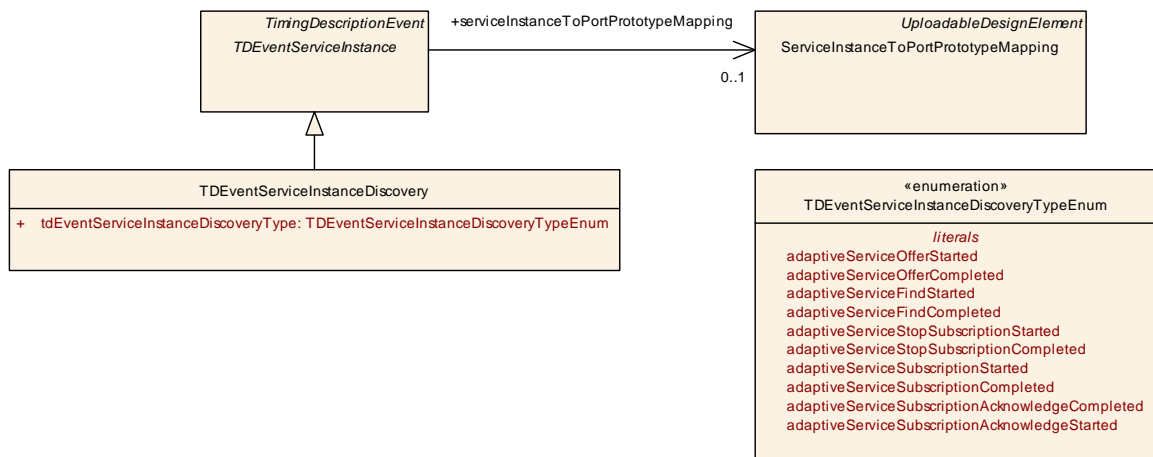 TimingDescriptionEvent
TDEventServiceInstance
+serviceInstanceToPortPrototypeMapping
0..1
UploadableDesignElement
ServiceInstanceToPortPrototypeMapping
TDEventServiceInstanceDiscovery
+ tdEventServiceInstanceDiscoveryType: TDEventServiceInstanceDiscoveryTypeEnum
«enumeration»
TDEventServiceInstanceDiscoveryTypeEnum
literals
adaptiveServiceOfferStarted
adaptiveServiceOfferCompleted
adaptiveServiceFindStarted
adaptiveServiceFindCompleted
adaptiveServiceStopSubscriptionStarted
adaptiveServiceStopSubscriptionCompleted
adaptiveServiceSubscriptionStarted
adaptiveServiceSubscriptionCompleted
adaptiveServiceSubscriptionAcknowledgeCompleted
adaptiveServiceSubscriptionAcknowledgeStarted